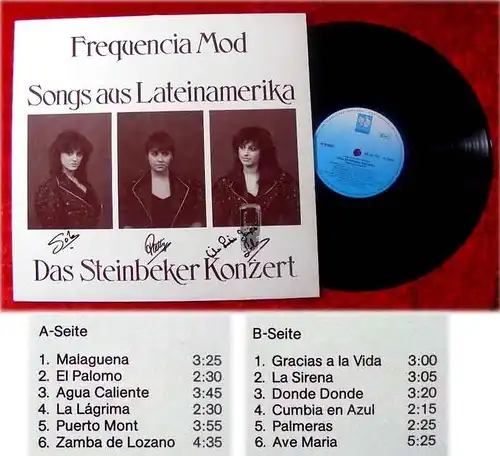 Frequencia Mod
Songs aus Lateinamerika
Das Steinbeker Konzert
A-Seite
1. Malaguena 3:25
2. El Palomo 2:30
3. Agua Caliente 3:45
4. La Lágrima 2:30
5. Puerto Mont 3:55
6. Zamba de Lozano 4:35
B-Seite
1. Gracias a la Vida 3:00
2. La Sirena 3:05
3. Donde Donde 3:20
4. Cumbia en Azul 2:15
5. Palmeras 2:25
6. Ave Maria 5:25